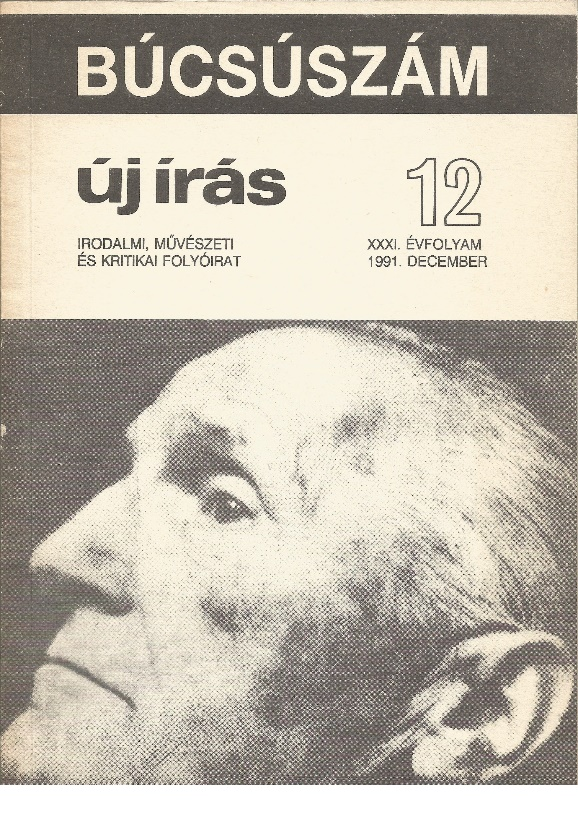 BÚCSÚSZÁM
új írás
12
IRODALMI, MŰVÉSZETI
ÉS KRITIKAI FOLYÓIRAT
XXXI. ÉVFOLYAM
1991. DECEMBER